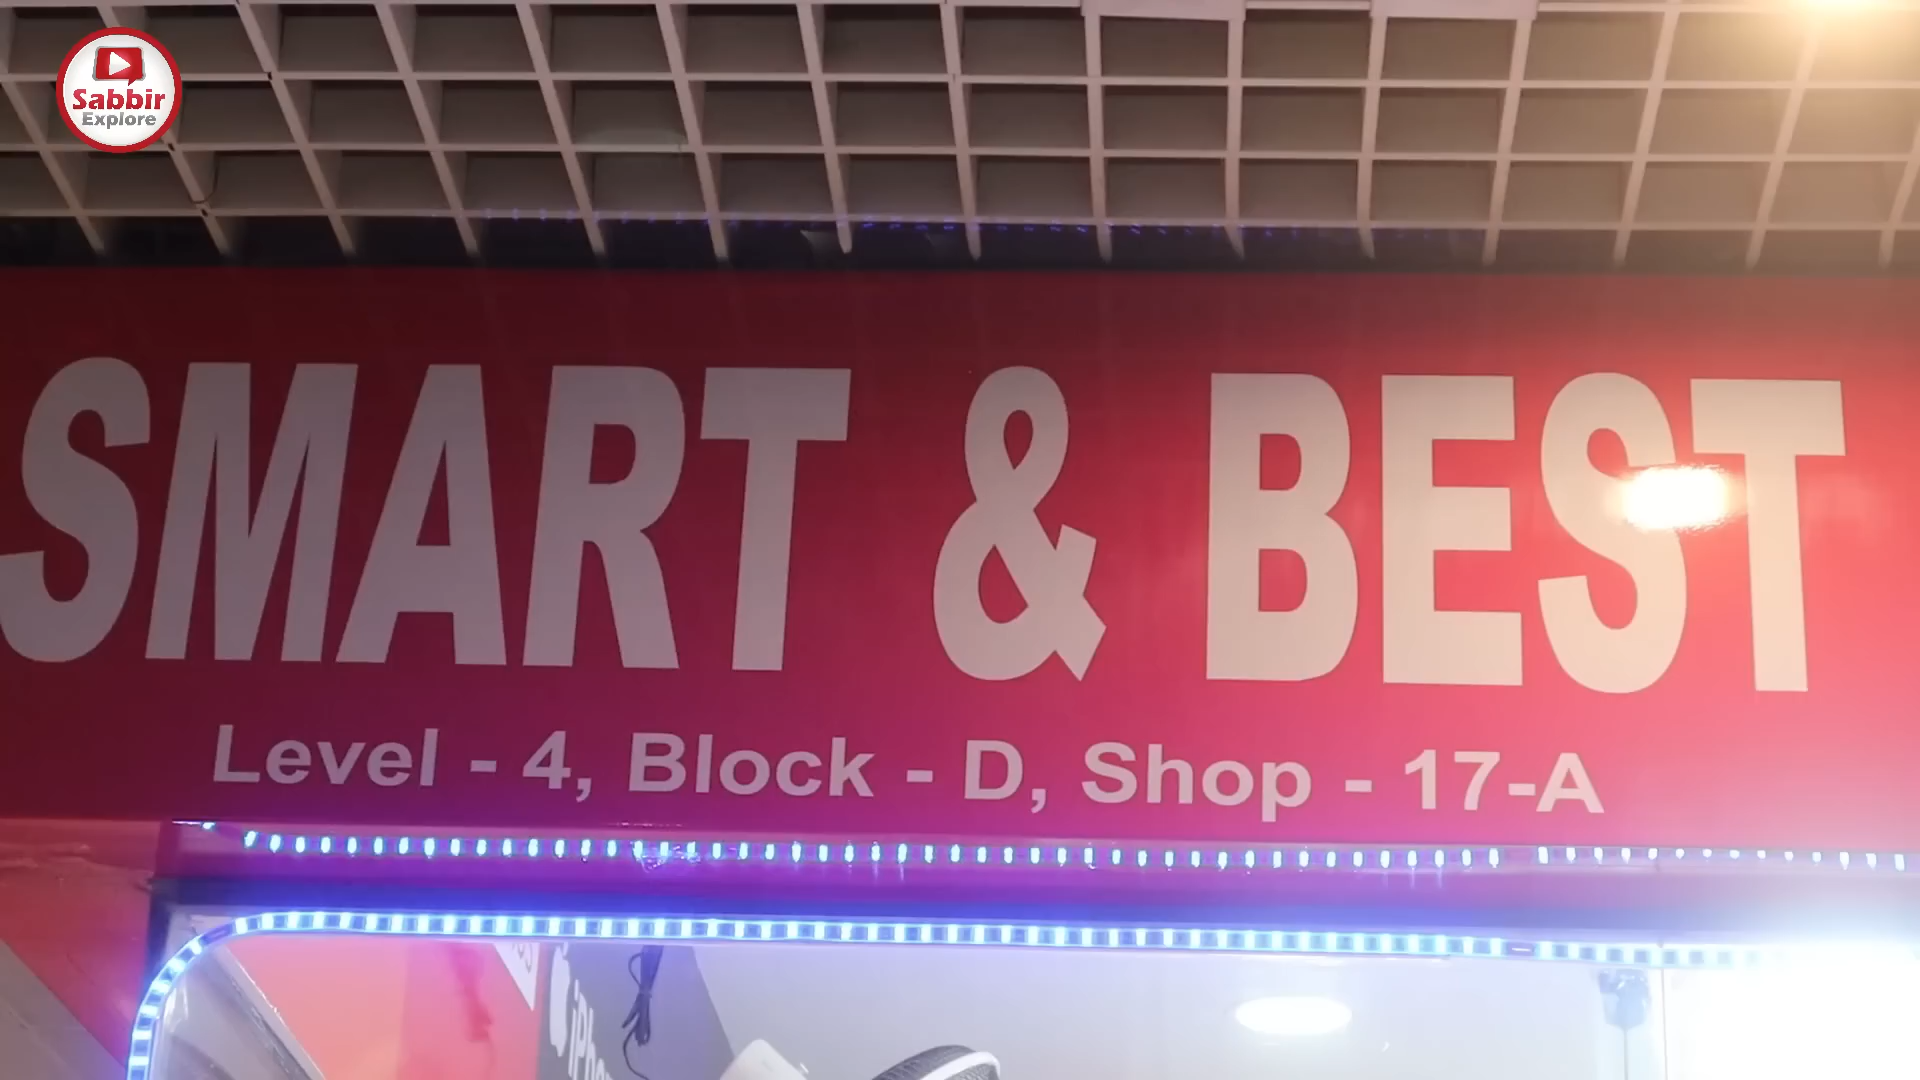 Sabbir
Explore
SMART & BEST
Level - 4, Block - D, Shop - 17-A